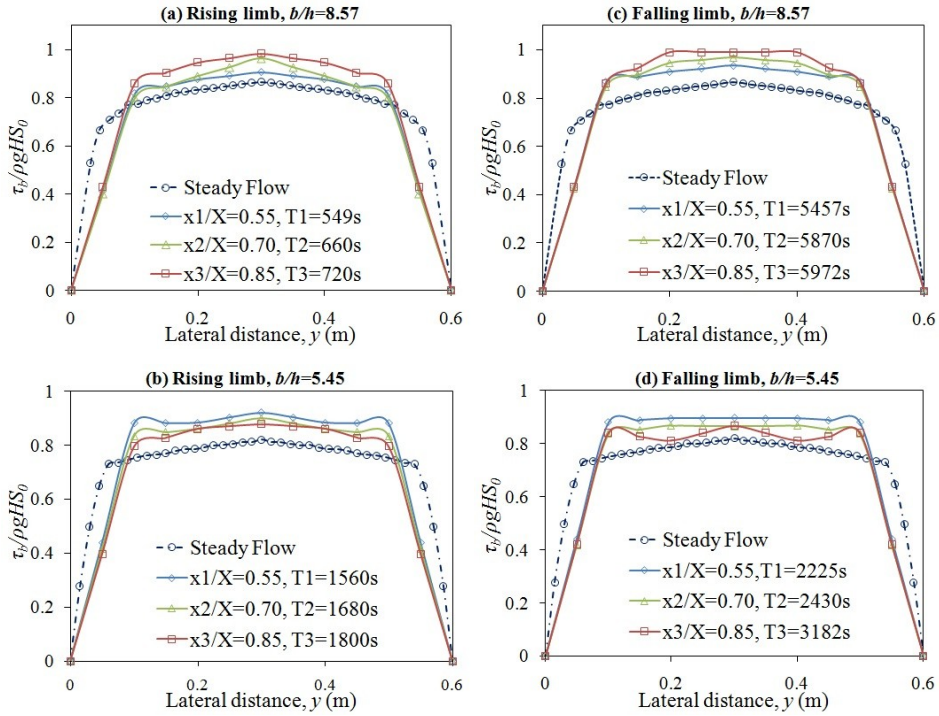 (a) Rising limb, b/h=8.57
1
0.8
0.6
0.4
0.2
0
τb/ρgHS0
Steady Flow
x1/X=0.55, T1=549s
x2/X=0.70, T2=660s
x3/X=0.85, T3=720s
0 0.2 0.4 0.6
Lateral distance, y (m)
(c) Falling limb, b/h=8.57
1
0.8
0.6
0.4
0.2
0
τb/ρgHS0
Steady Flow
x1/X=0.55, T1=5457s
x2/X=0.70, T2=5870s
x3/X=0.85, T3=5972s
0 0.2 0.4 0.6
Lateral distance, y (m)
(b) Rising limb, b/h=5.45
1
0.8
0.6
0.4
0.2
0
τb/ρgHS0
Steady Flow
x1/X=0.55, T1=1560s
x2/X=0.70, T2=1680s
x3/X=0.85, T3=1800s
0 0.2 0.4 0.6
Lateral distance, y (m)
(d) Falling limb, b/h=5.45
1
0.8
0.6
0.4
0.2
0
τb/ρgHS0
Steady Flow
x1/X=0.55,T1=2225s
x2/X=0.70, T2=2430s
x3/X=0.85,T3=3182s
0 0.2 0.4 0.6
Lateral distance, y (m)